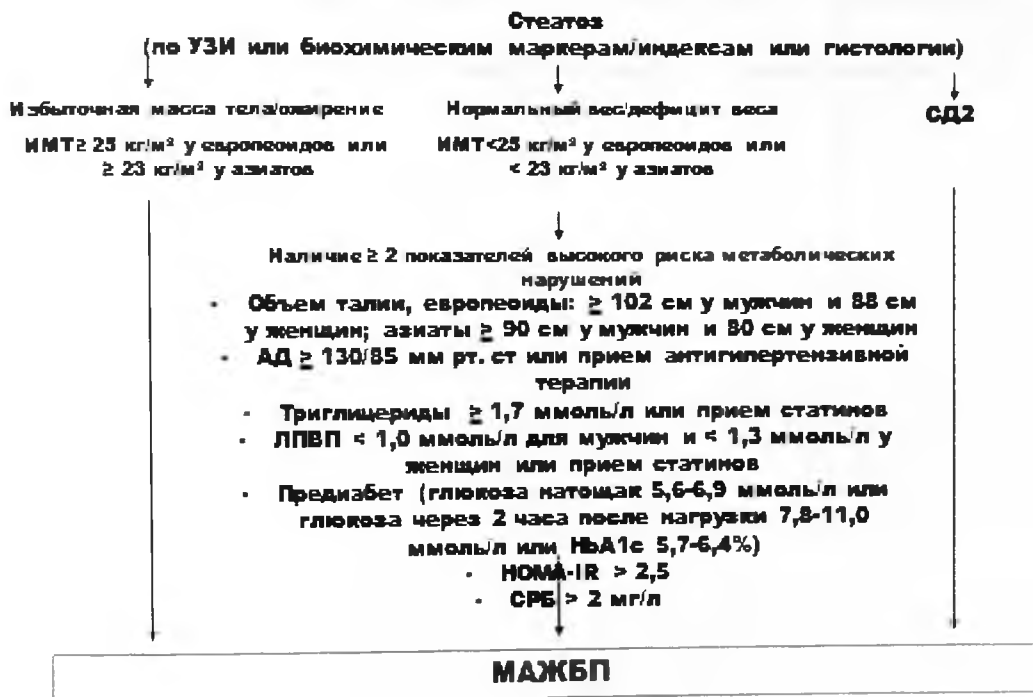 Стеатоз
(по УЗИ или биохимическим маркерам/индексам или гистологии)
Избыточная масса тела/ожирение
ИМТ≥ 25 кг/м² у европеоидов или
≥ 23 кг/м² у азиатов
Нормальный вес/дефицит веса
ИМТ<25 кг/м² у европеоидов или
< 23 кг/м² у азиатов
СД2
Наличие ≥ 2 показателей высокого риска метаболических
нарушений
- Объем талии, европеоиды: ≥ 102 см у мужчин и 88 см
у женщин; азиаты ≥ 90 см у мужчин и 80 см у женщин
- АД ≥ 130/85 мм рт. ст или прием антигипертензивной
терапии
- Триглицериды ≥ 1,7 ммоль/л или прием статинов
- ЛПВП < 1,0 ммоль/л для мужчин и < 1,3 ммоль/л у
женщин или прием статинов
- Предиабет (глюкоза натощак 5,6-6,9 ммоль/л или
глюкоза через 2 часа после нагрузки 7,8-11,0
ммоль/л или HbA1c 5,7-6,4%)
- HOMA-IR > 2,5
- СРБ > 2 мг/л
МАЖБП